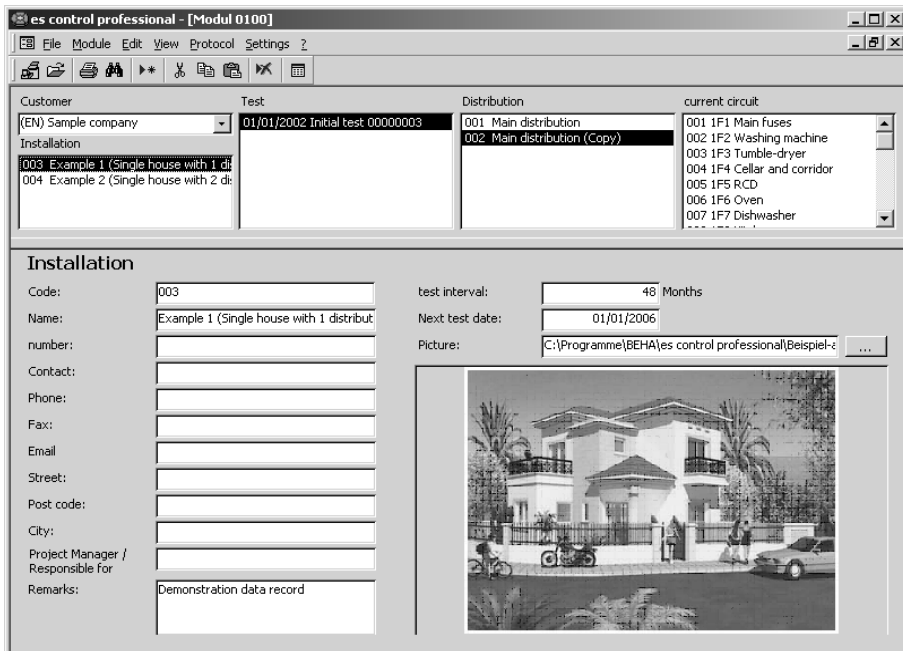 es control professional - [Modul 0100]
File Module Edit View Protocol Settings ?
Customer
(EN) Sample company
Installation
003 Example 1 (Single house with 1 di
004 Example 2 (Single house with 2 di
Test
01/01/2002 Initial test 00000003
Distribution
001 Main distribution
002 Main distribution (Copy)
current circuit
001 1F1 Main fuses
002 1F2 Washing machine
003 1F3 Tumble-dryer
004 1F4 Cellar and corridor
005 1F5 RCD
006 1F6 Oven
007 1F7 Dishwasher
Installation
Code: 003
Name: Example 1 (Single house with 1 distribut
number:
Contact:
Phone:
Fax:
Email
Street:
Post code:
City:
Project Manager /
Responsible for
Remarks: Demonstration data record
test interval: 48 Months
Next test date: 01/01/2006
Picture: C:\Programme\BEHA\es control professional\Beispiel-a ...